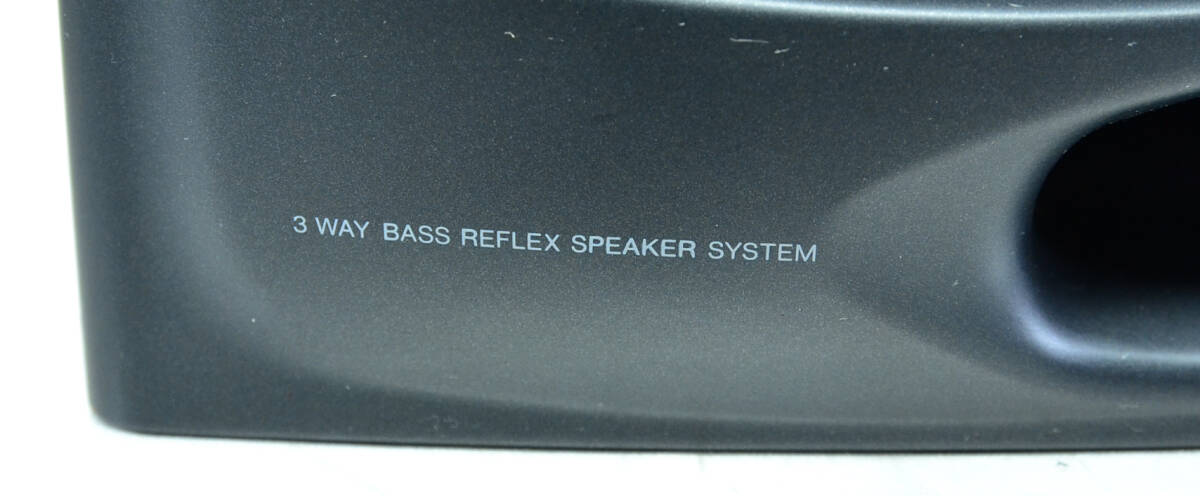 3 WAY BASS REFLEX SPEAKER SYSTEM